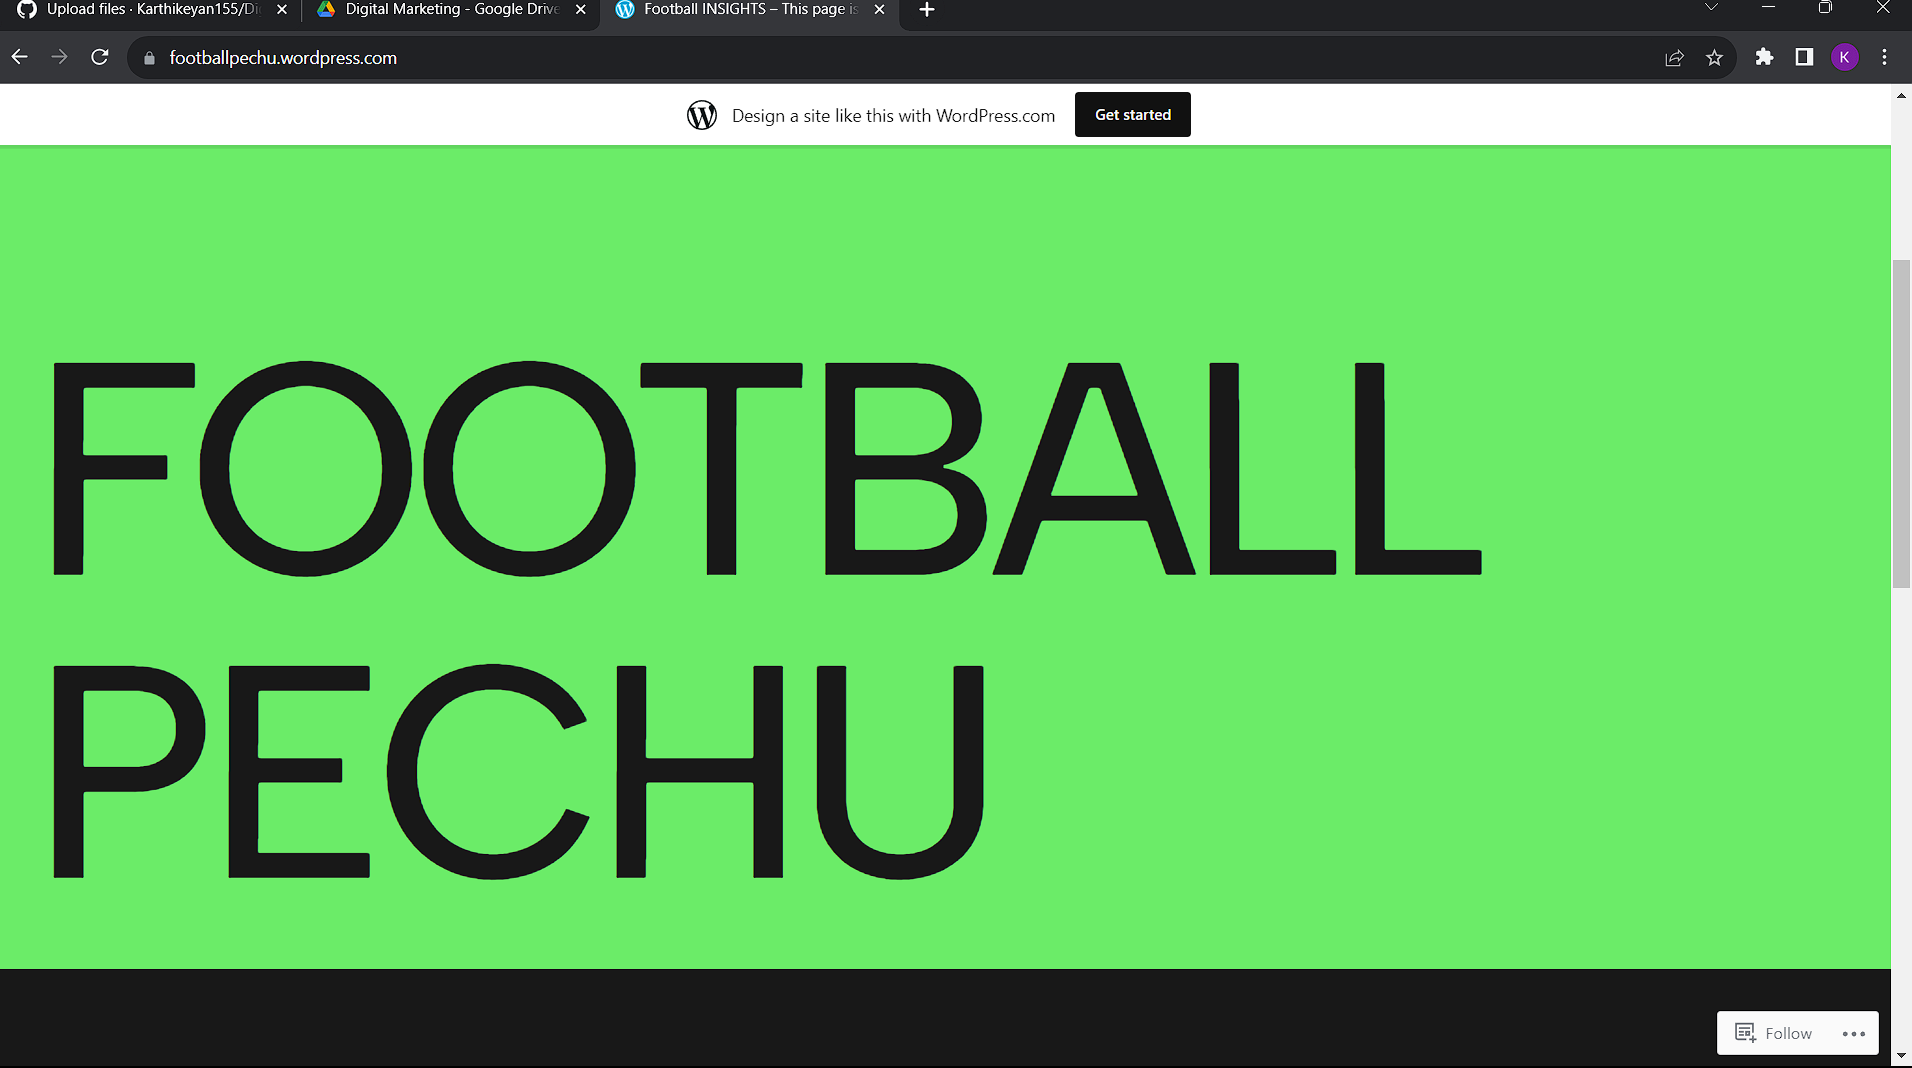 Upload files · Karthikeyan155/Di
Digital Marketing - Google Drive
Football INSIGHTS – This page is
footballpechu.wordpress.com
K
Design a site like this with WordPress.com
Get started
FOOTBALL
PECHU
Follow